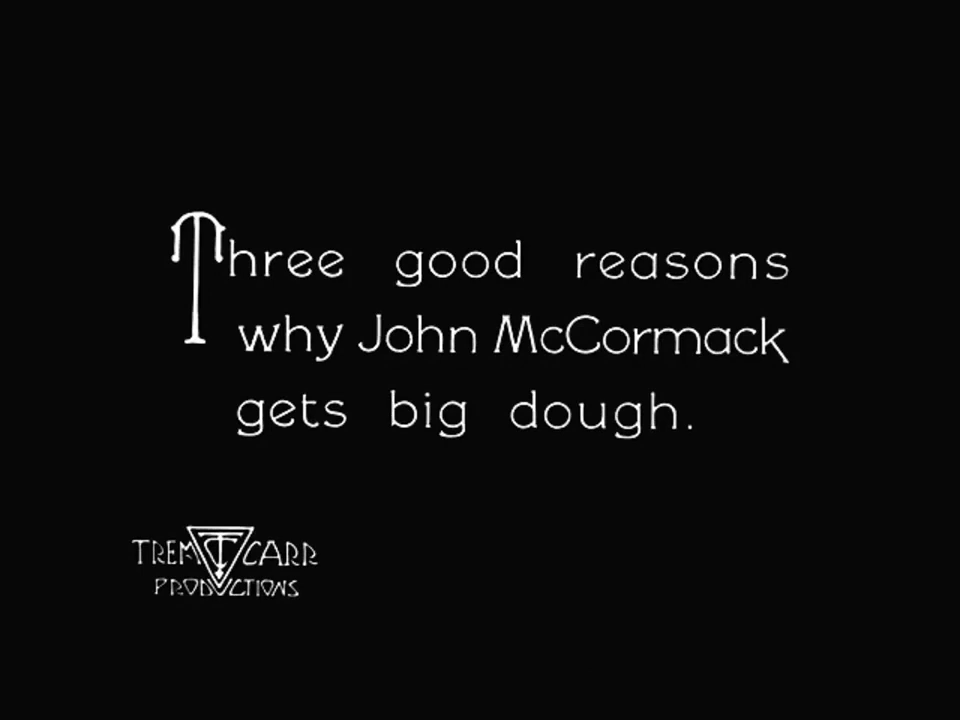 Three good reasons
why John McCormack
gets big dough.
TREM CARR
PRODUCTIONS